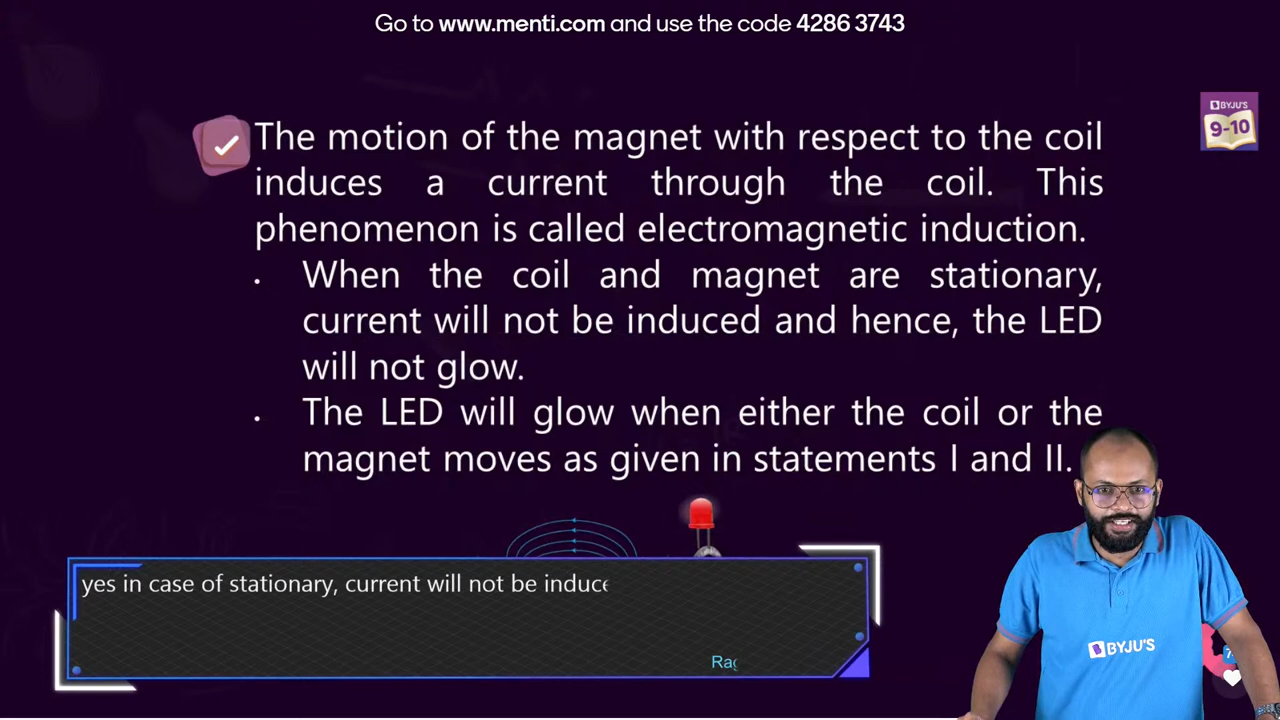 Go to www.menti.com and use the code 4286 3743
BYJU'S
9-10
The motion of the magnet with respect to the coil
induces a current through the coil. This
phenomenon is called electromagnetic induction.
• When the coil and magnet are stationary,
current will not be induced and hence, the LED
will not glow.
• The LED will glow when either the coil or the
magnet moves as given in statements I and II.
yes in case of stationary, current will not be induce
Rag
BYJU'S